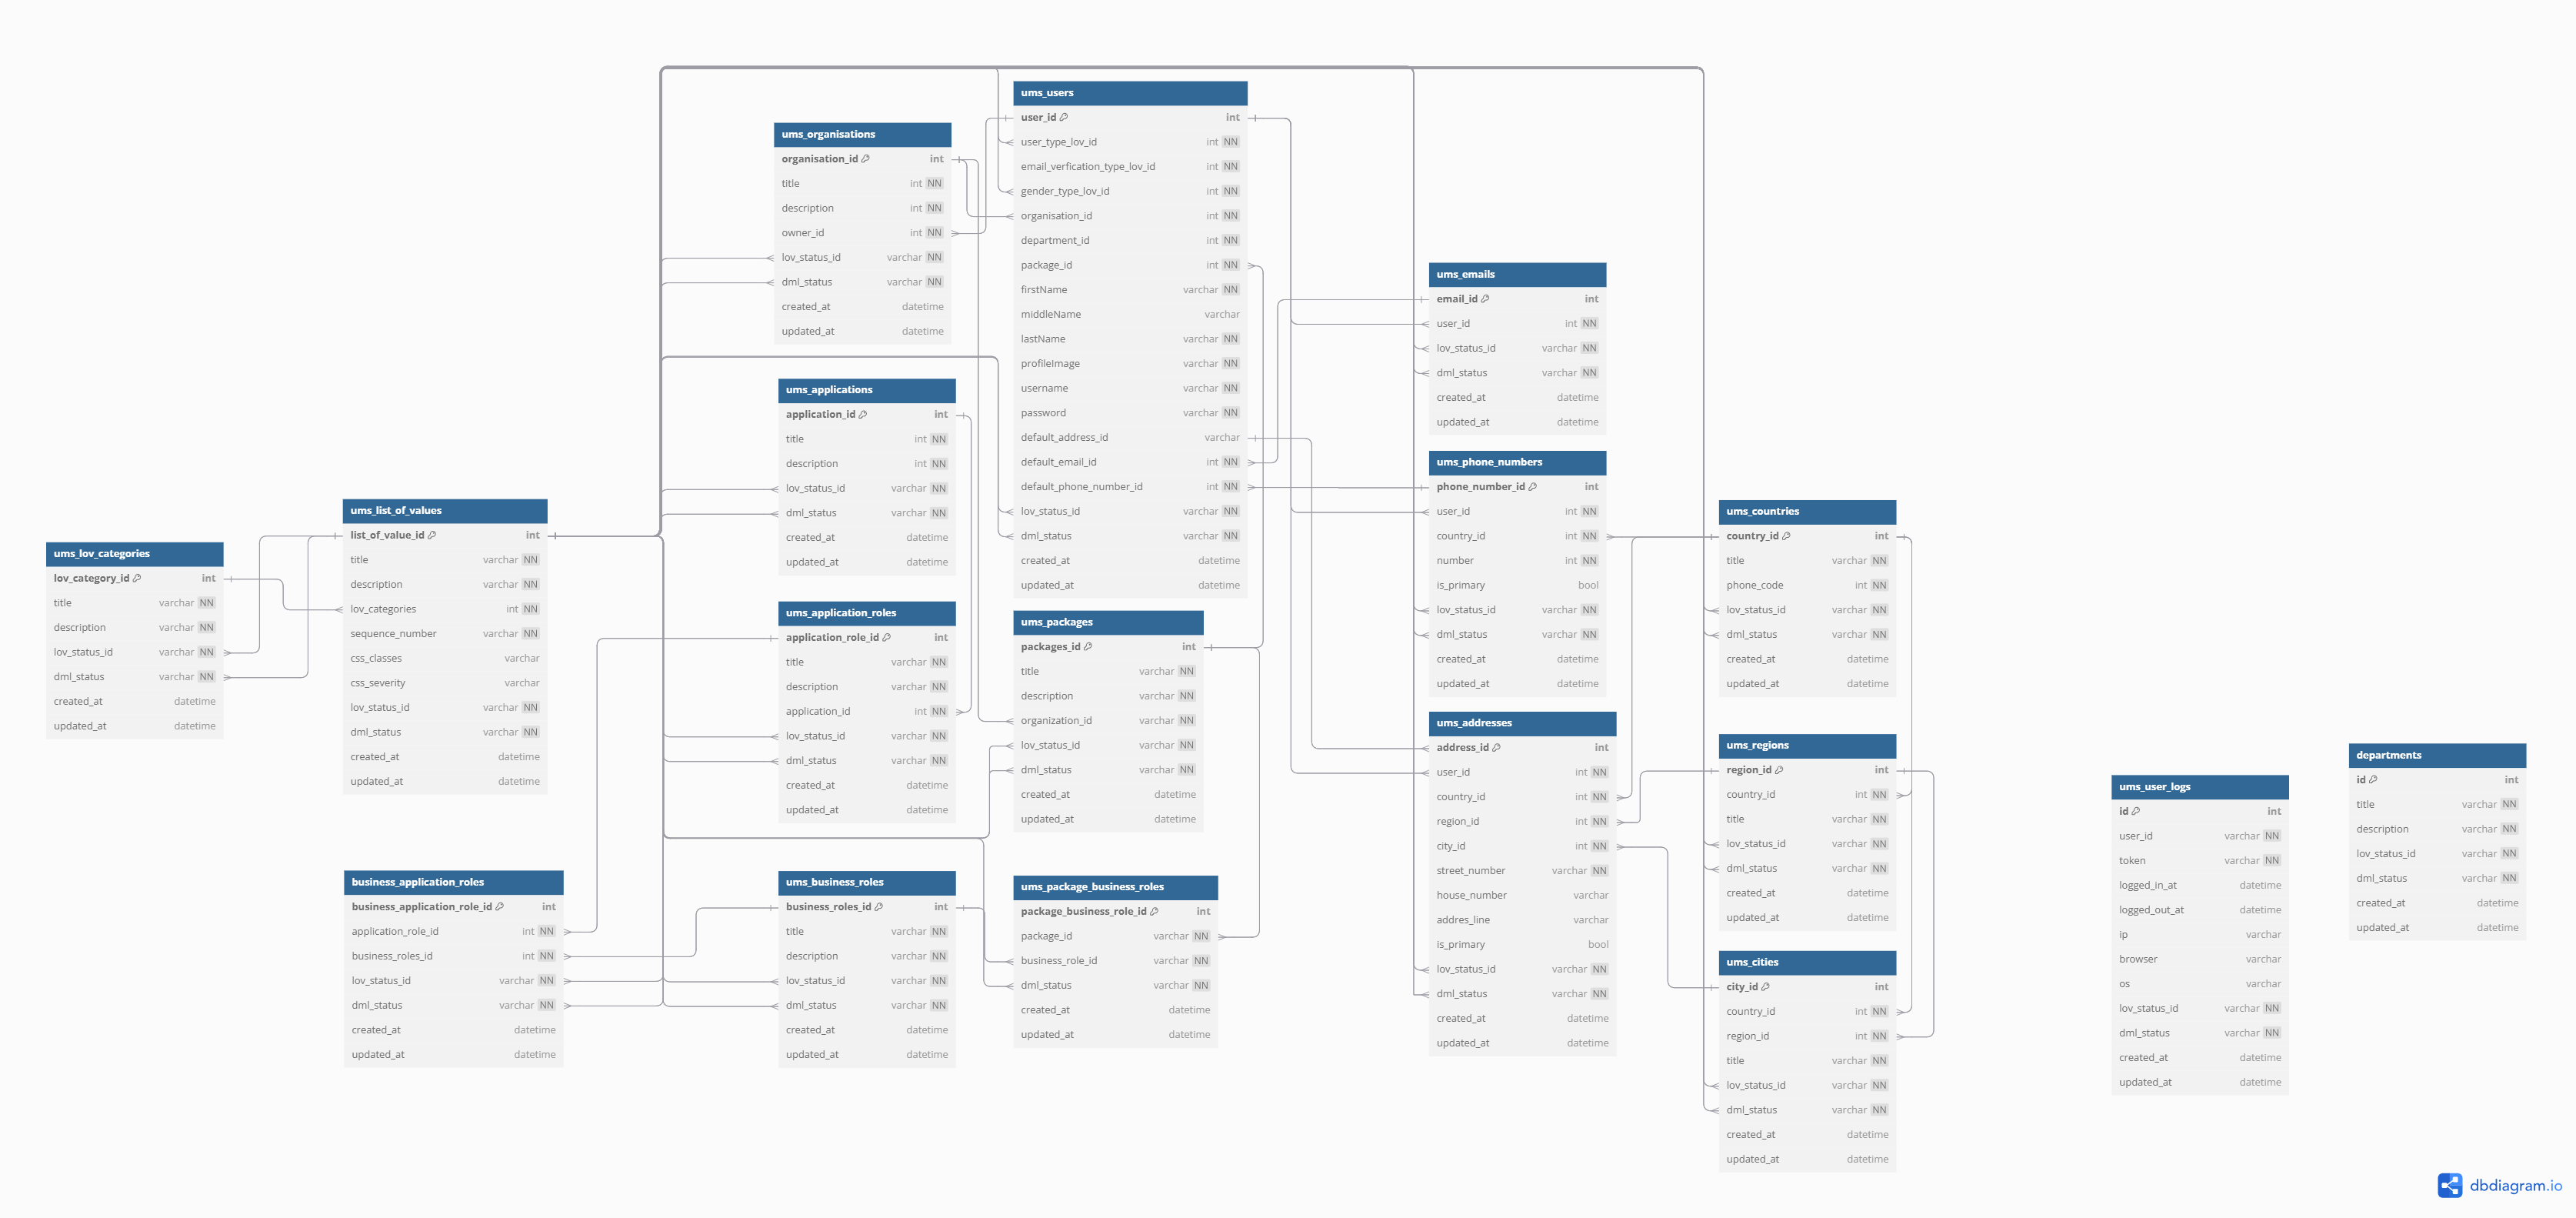 ums_users
user_id int
user_type_lov_id int NN
email_verfication_type_lov_id int NN
gender_type_lov_id int NN
organisation_id int NN
department_id int NN
package_id int NN
firstName varchar NN
middleName varchar
lastName varchar NN
profileImage varchar NN
username varchar NN
password varchar NN
default_address_id varchar
default_email_id int NN
default_phone_number_id int NN
lov_status_id varchar NN
dml_status varchar NN
created_at datetime
updated_at datetime
ums_organisations
organisation_id int
title int NN
description int NN
owner_id int NN
lov_status_id varchar NN
dml_status varchar NN
created_at datetime
updated_at datetime
ums_emails
email_id int
user_id int NN
lov_status_id varchar NN
dml_status varchar NN
created_at datetime
updated_at datetime
ums_applications
application_id int
title int NN
description int NN
lov_status_id varchar NN
dml_status varchar NN
created_at datetime
updated_at datetime
ums_phone_numbers
phone_number_id int
user_id int NN
country_id int NN
number int NN
is_primary bool
lov_status_id varchar NN
dml_status varchar NN
created_at datetime
updated_at datetime
ums_list_of_values
list_of_value_id int
title varchar NN
description varchar NN
lov_categories int NN
sequence_number varchar NN
css_classes varchar
css_severity varchar
lov_status_id varchar NN
dml_status varchar NN
created_at datetime
updated_at datetime
ums_countries
country_id int
title varchar NN
phone_code int NN
lov_status_id varchar NN
dml_status varchar NN
created_at datetime
updated_at datetime
ums_lov_categories
lov_category_id int
title varchar NN
description varchar NN
lov_status_id varchar NN
dml_status varchar NN
created_at datetime
updated_at datetime
ums_application_roles
application_role_id int
title varchar NN
description varchar NN
application_id int NN
lov_status_id varchar NN
dml_status varchar NN
created_at datetime
updated_at datetime
ums_packages
packages_id int
title varchar NN
description varchar NN
organization_id varchar NN
lov_status_id varchar NN
dml_status varchar NN
created_at datetime
updated_at datetime
ums_addresses
address_id int
user_id int NN
country_id int NN
region_id int NN
city_id int NN
street_number varchar NN
house_number varchar
addres_line varchar
is_primary bool
lov_status_id varchar NN
dml_status varchar NN
created_at datetime
updated_at datetime
ums_regions
region_id int
country_id int NN
title varchar NN
lov_status_id varchar NN
dml_status varchar NN
created_at datetime
updated_at datetime
departments
id int
title varchar NN
description varchar NN
lov_status_id varchar NN
dml_status varchar NN
created_at datetime
updated_at datetime
ums_user_logs
id int
user_id varchar NN
token varchar NN
logged_in_at datetime
logged_out_at datetime
ip varchar
browser varchar
os varchar
lov_status_id varchar NN
dml_status varchar NN
created_at datetime
updated_at datetime
business_application_roles
business_application_role_id int
application_role_id int NN
business_roles_id int NN
lov_status_id varchar NN
dml_status varchar NN
created_at datetime
updated_at datetime
ums_business_roles
business_roles_id int
title varchar NN
description varchar NN
lov_status_id varchar NN
dml_status varchar NN
created_at datetime
updated_at datetime
ums_package_business_roles
package_business_role_id int
package_id varchar NN
business_role_id varchar NN
dml_status varchar NN
created_at datetime
updated_at datetime
ums_cities
city_id int
country_id int NN
region_id int NN
title varchar NN
lov_status_id varchar NN
dml_status varchar NN
created_at datetime
updated_at datetime
dbdiagram.io